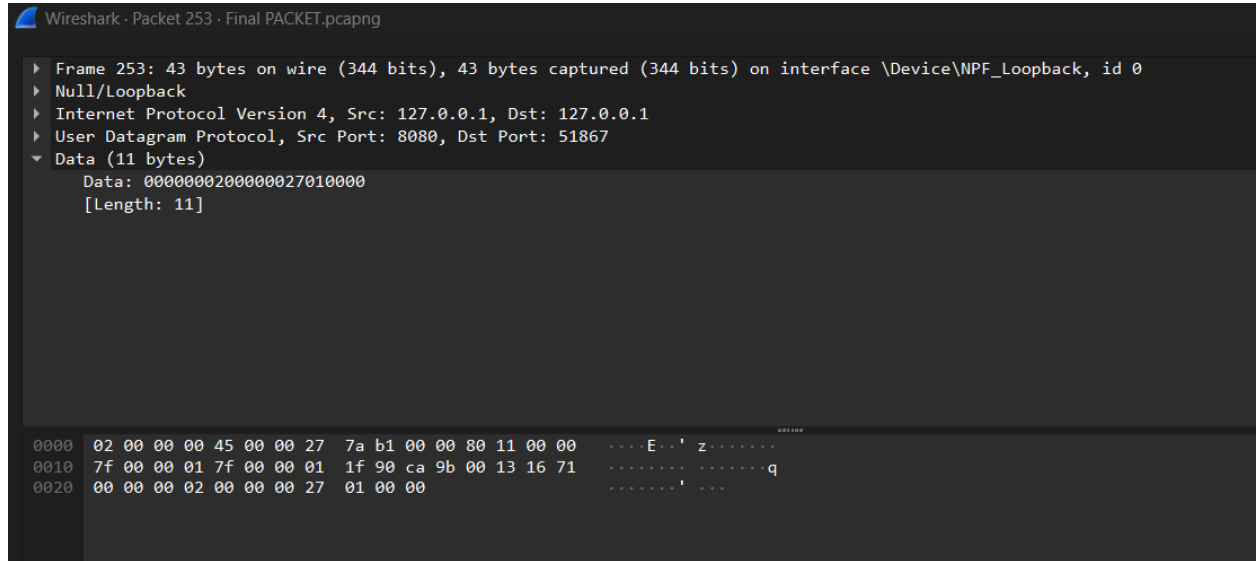 Wireshark · Packet 253 · Final PACKET.pcapng
Frame 253: 43 bytes on wire (344 bits), 43 bytes captured (344 bits) on interface \Device\NPF_Loopback, id 0
Null/Loopback
Internet Protocol Version 4, Src: 127.0.0.1, Dst: 127.0.0.1
User Datagram Protocol, Src Port: 8080, Dst Port: 51867
Data (11 bytes)
Data: 0000000200000027010000
[Length: 11]
0000 02 00 00 00 45 00 00 27 7a b1 00 00 80 11 00 00 ····E··' z·······
0010 7f 00 00 01 7f 00 00 01 1f 90 ca 9b 00 13 16 71 ········ ·······q
0020 00 00 00 02 00 00 00 27 01 00 00 ·······' ···